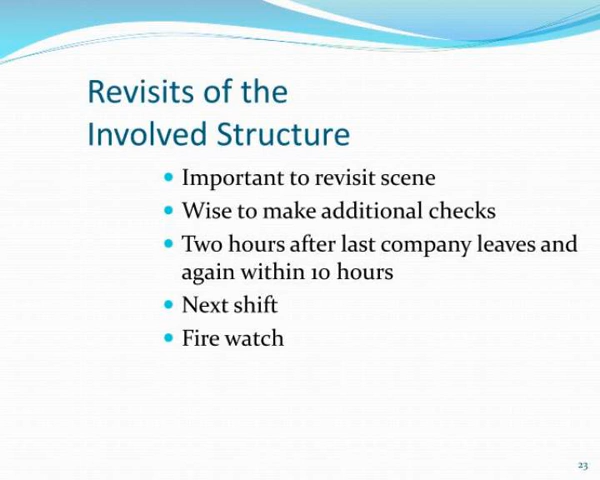 Revisits of the
Involved Structure
• Important to revisit scene
• Wise to make additional checks
• Two hours after last company leaves and
again within 10 hours
• Next shift
• Fire watch
23